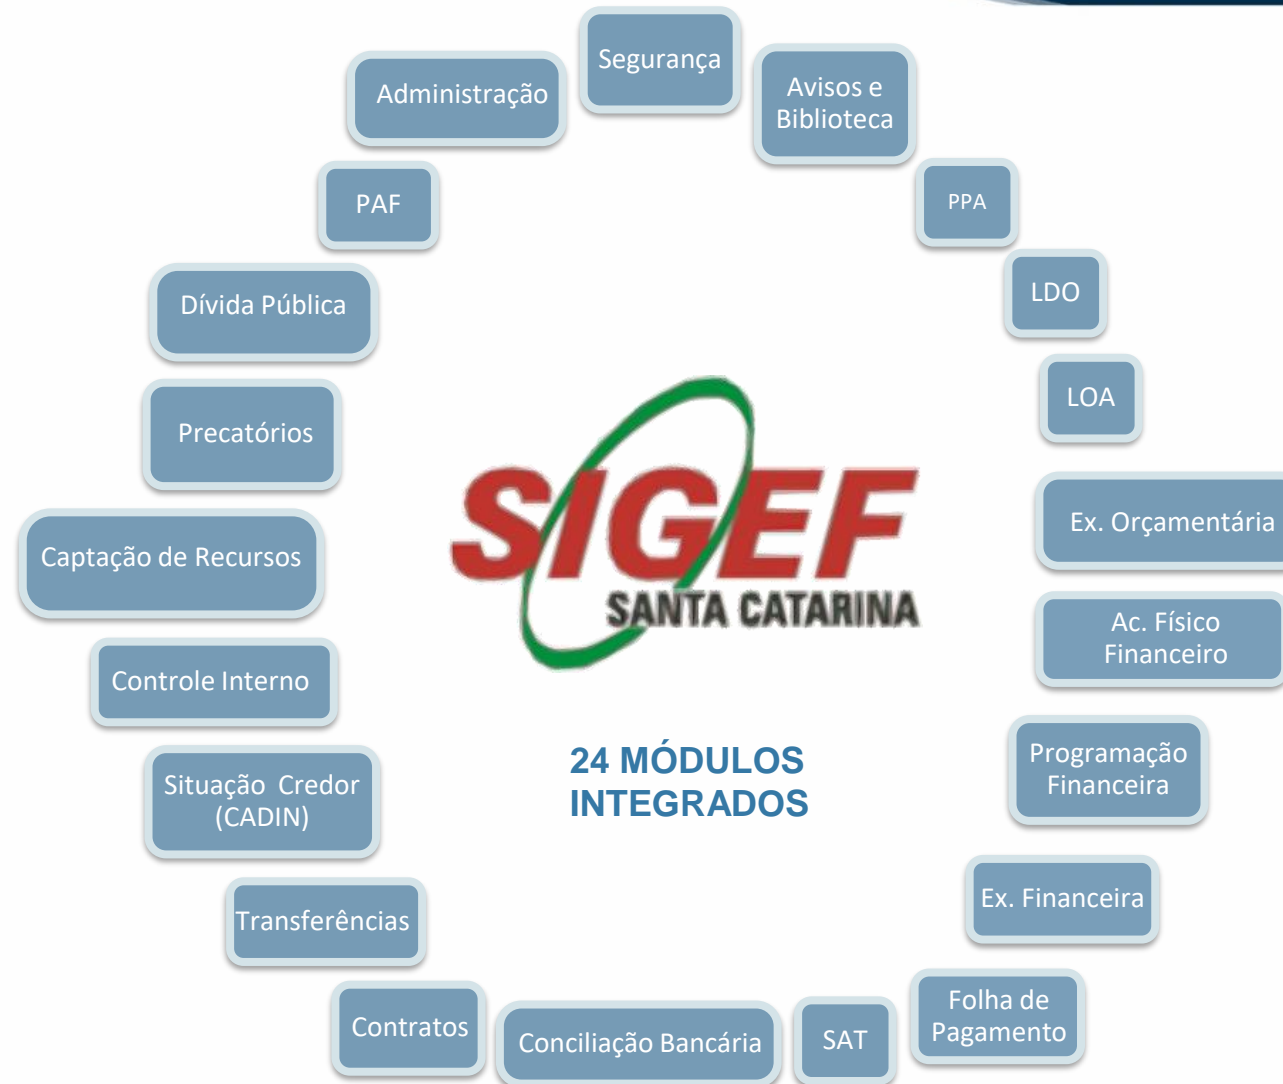 Segurança
Administração
Avisos e
Biblioteca
PAF
PPA
Dívida Pública
LDO
LOA
Precatórios
SIGEF
SANTA CATARINA
Ex. Orçamentária
Captação de Recursos
Ac. Físico
Financeiro
Controle Interno
24 MÓDULOS
INTEGRADOS
Programação
Financeira
Situação Credor
(CADIN)
Ex. Financeira
Transferências
Folha de
Pagamento
Contratos
Conciliação Bancária
SAT